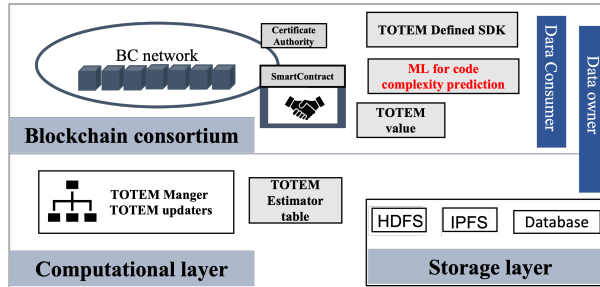 BC network
Certificate
Authority
SmartContract
TOTEM Defined SDK
ML for code
complexity prediction
TOTEM
value
Dara Consumer
Data owner
Blockchain consortium
TOTEM Manger
TOTEM updaters
TOTEM
Estimator
table
HDFS
IPFS
Database
Computational layer
Storage layer